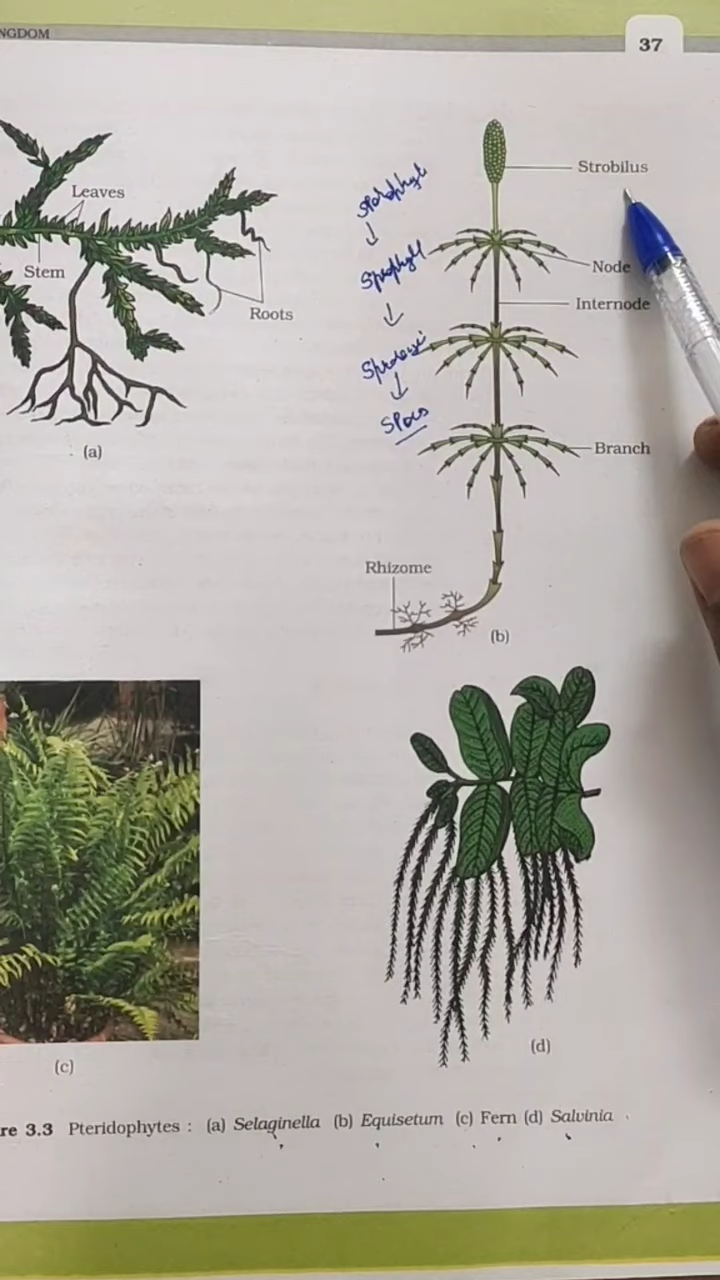 NGDOM
37
Leaves
Stem
Roots
(a)
Strobilus
Node
Internode
Branch
Rhizome
(b)
↓
↓
↓
(c)
(d)
re 3.3 Pteridophytes : (a) Selaginella (b) Equisetum (c) Fern (d) Salvinia